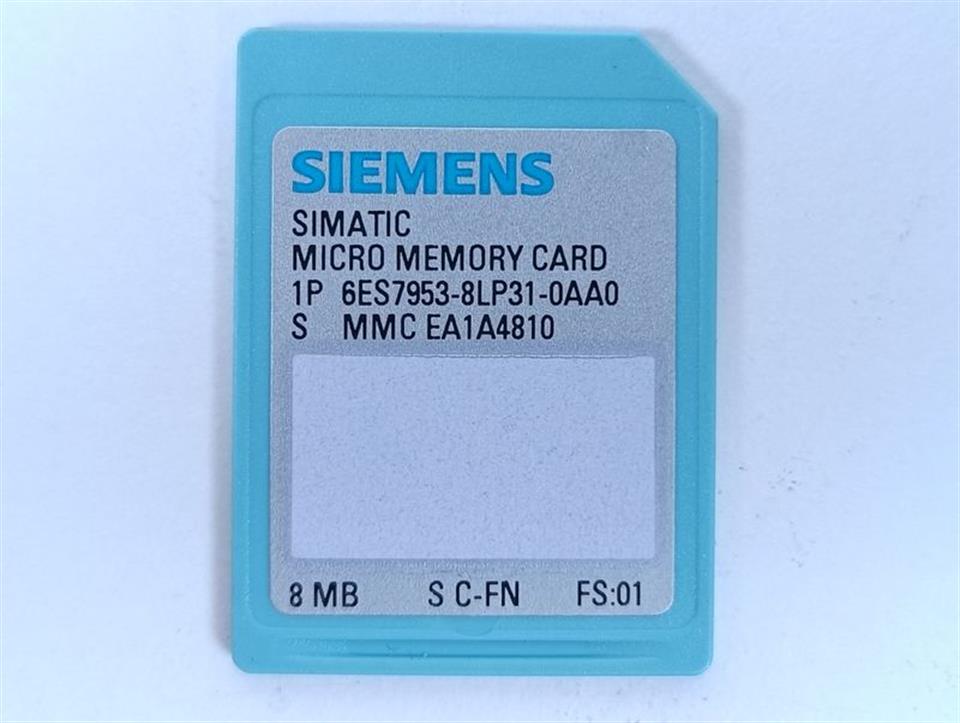 SIEMENS
SIMATIC
MICRO MEMORY CARD
1P 6ES7953-8LP31-0AA0
S MMC EA1A4810
8 MB S C-FN FS:01